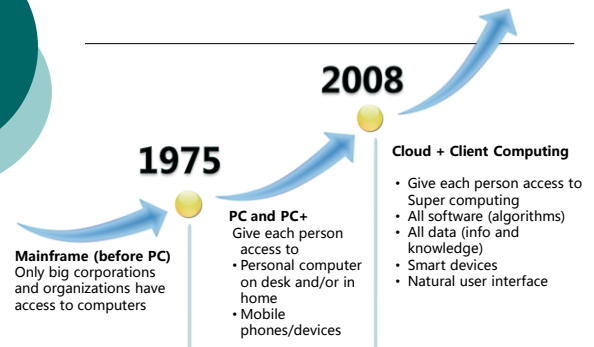 1975
2008
Mainframe (before PC)
Only big corporations
and organizations have
access to computers
PC and PC+
Give each person
access to
• Personal computer
on desk and/or in
home
• Mobile
phones/devices
Cloud + Client Computing
• Give each person access to
Super computing
• All software (algorithms)
• All data (info and
knowledge)
• Smart devices
• Natural user interface